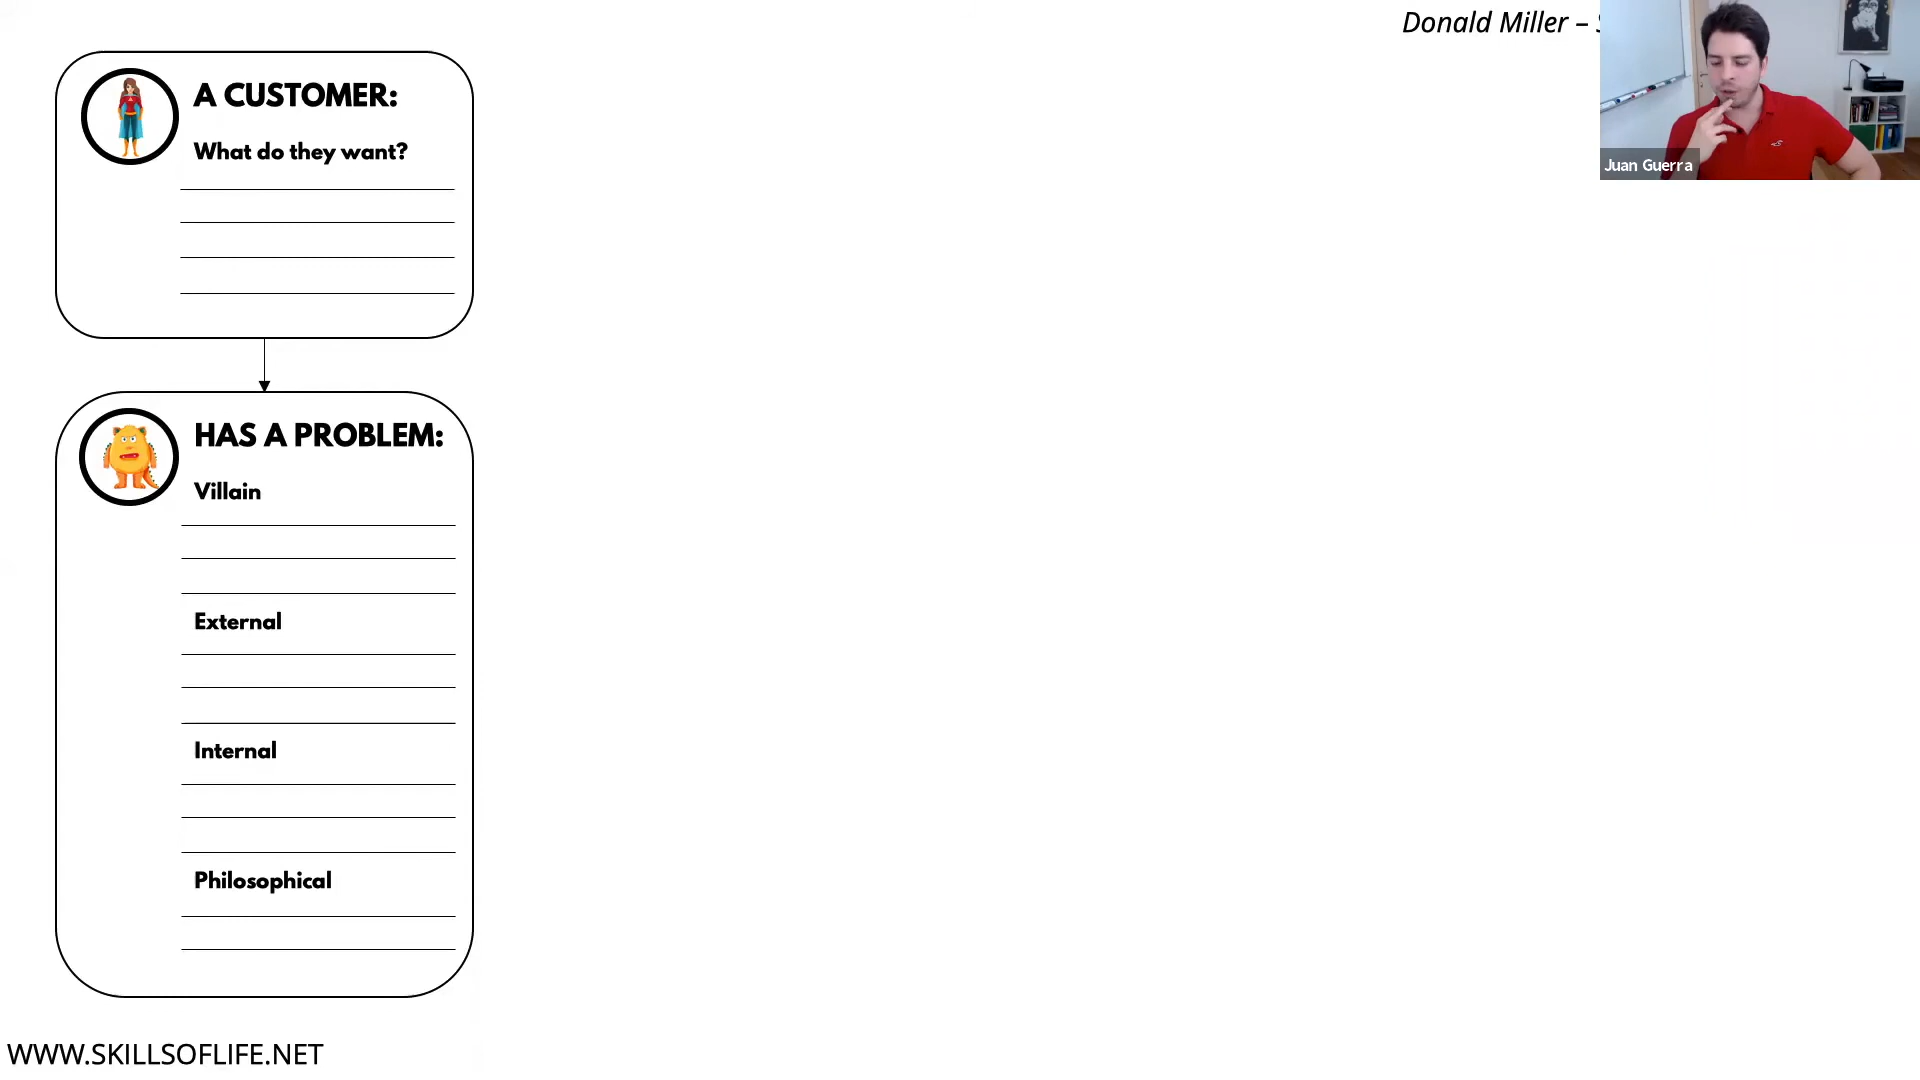 Donald Miller –
A CUSTOMER:
What do they want?
Juan Guerra
HAS A PROBLEM:
Villain
External
Internal
Philosophical
WWW.SKILLSOFLIFE.NET